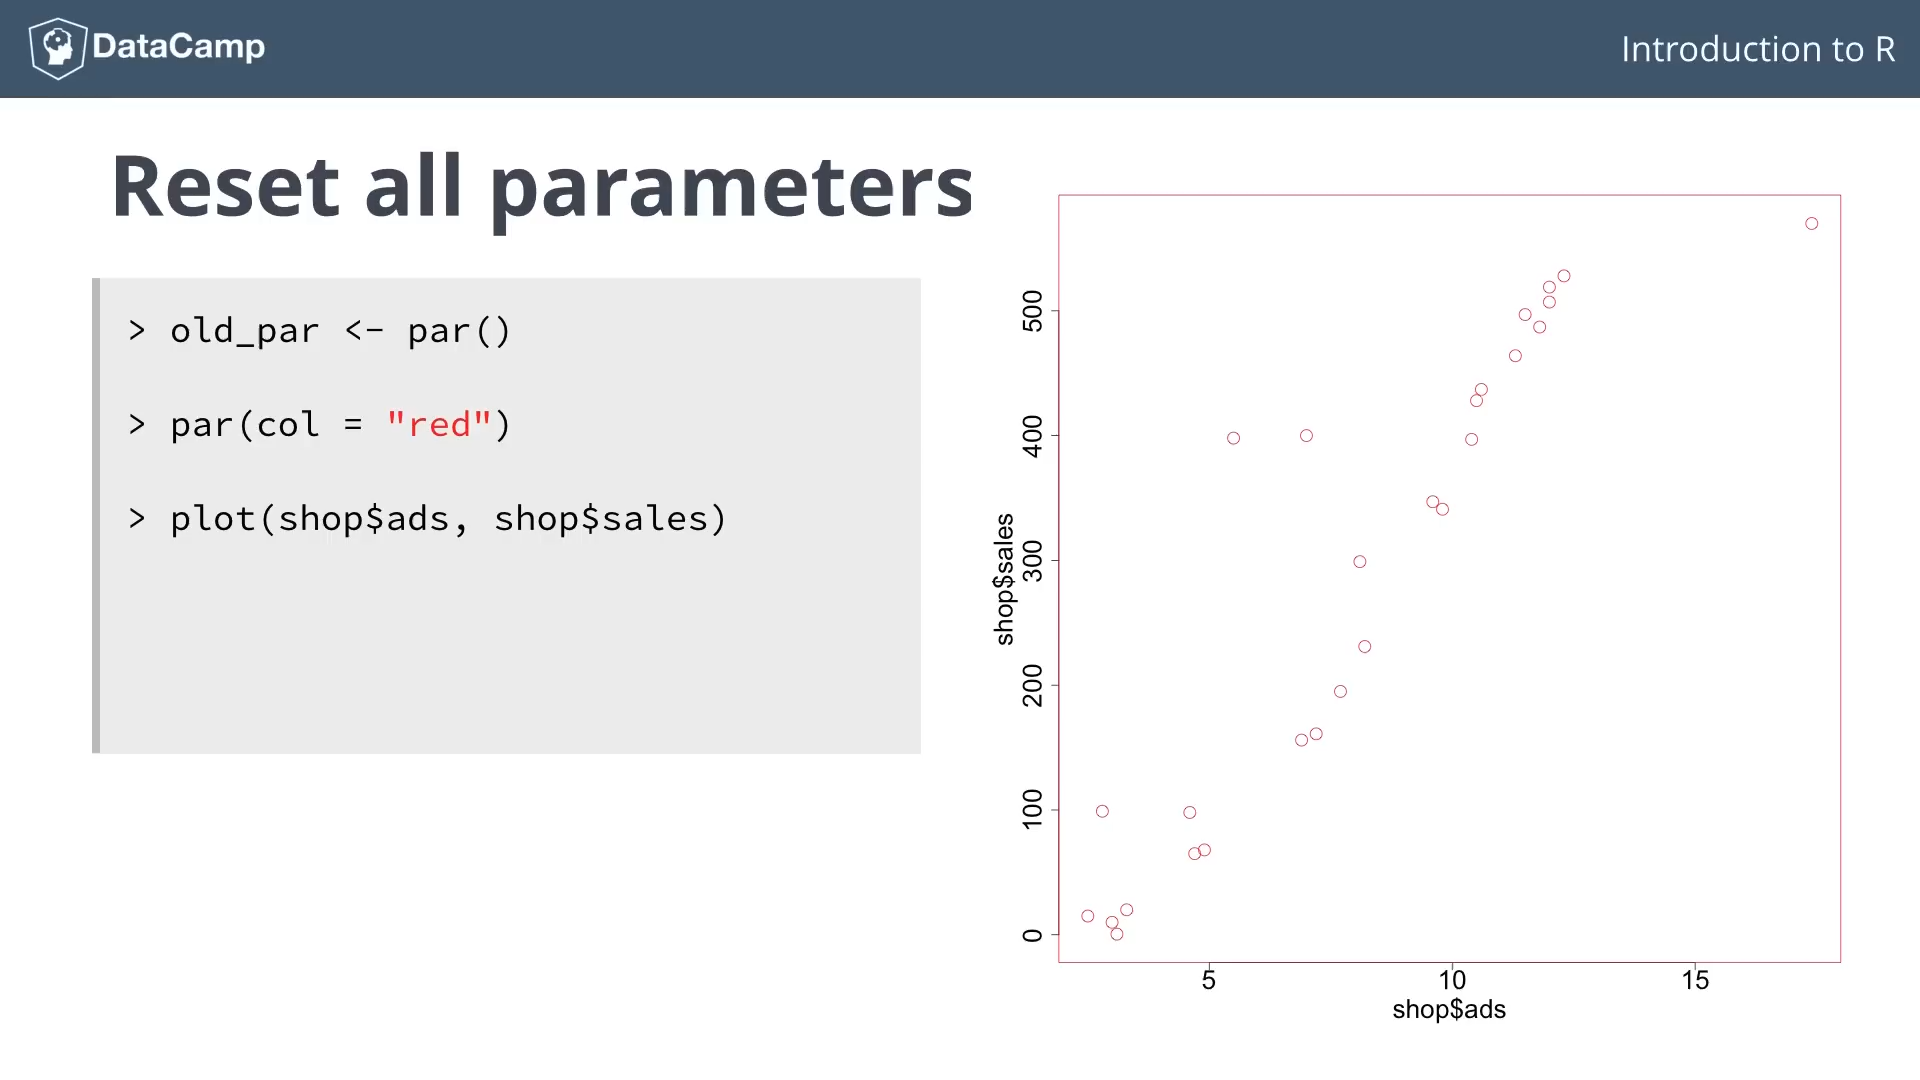 DataCamp
Introduction to R
Reset all parameters
> old_par <- par()
> par(col = "red")
> plot(shop$ads, shop$sales)
shop$sales
500
400
300
200
100
0
5 10 15
shop$ads